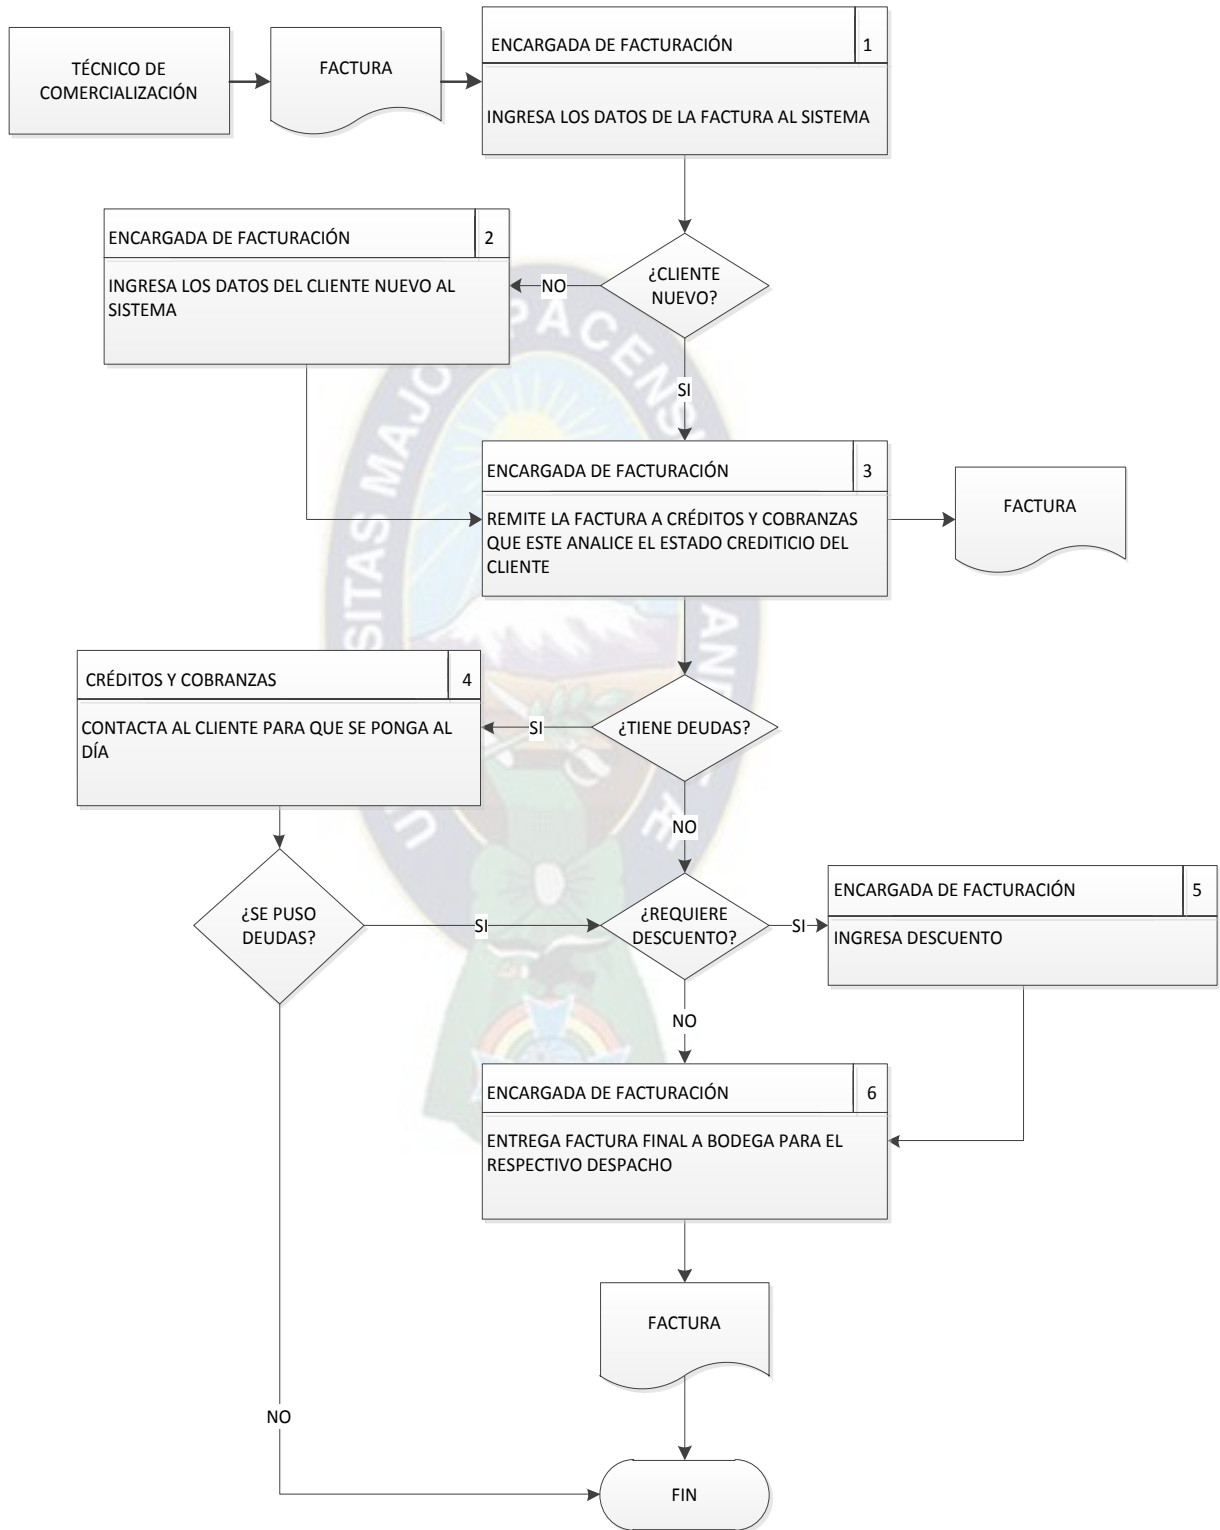 TÉCNICO DE
COMERCIALIZACIÓN
FACTURA
ENCARGADA DE FACTURACIÓN
1
INGRESA LOS DATOS DE LA FACTURA AL SISTEMA
ENCARGADA DE FACTURACIÓN
2
INGRESA LOS DATOS DEL CLIENTE NUEVO AL
SISTEMA
NO
¿CLIENTE
NUEVO?
SI
ENCARGADA DE FACTURACIÓN
3
REMITE LA FACTURA A CRÉDITOS Y COBRANZAS
QUE ESTE ANALICE EL ESTADO CREDITICIO DEL
CLIENTE
FACTURA
CRÉDITOS Y COBRANZAS
4
CONTACTA AL CLIENTE PARA QUE SE PONGA AL
DÍA
SI
¿TIENE DEUDAS?
NO
¿SE PUSO
DEUDAS?
SI
¿REQUIERE
DESCUENTO?
SI
ENCARGADA DE FACTURACIÓN
5
INGRESA DESCUENTO
NO
ENCARGADA DE FACTURACIÓN
6
ENTREGA FACTURA FINAL A BODEGA PARA EL
RESPECTIVO DESPACHO
FACTURA
NO
FIN